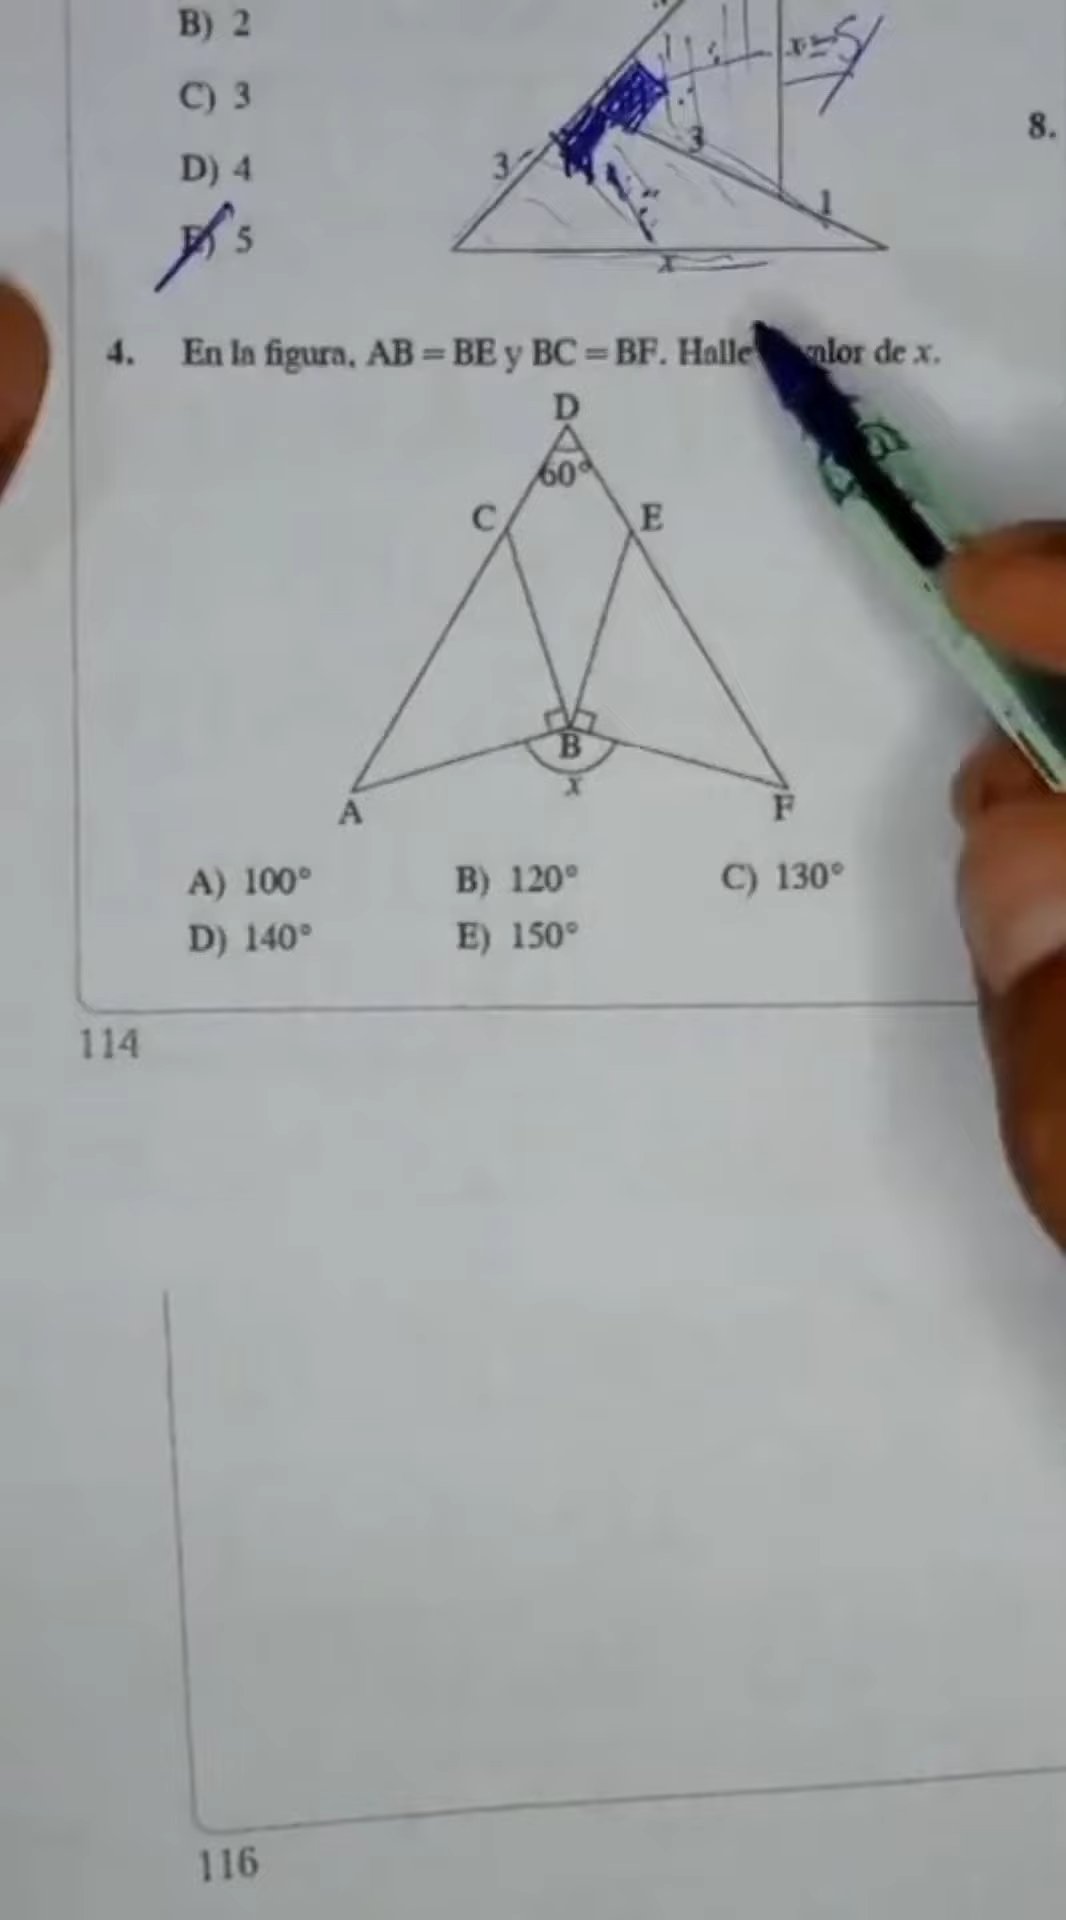 B) 2
C) 3
D) 4
E) 5
3
3
1
x
x=5
8.
4. En la figura, AB = BE y BC = BF. Halle valor de x.
D
60°
C
E
B
x
A
F
A) 100°
B) 120°
C) 130°
D) 140°
E) 150°
114
116